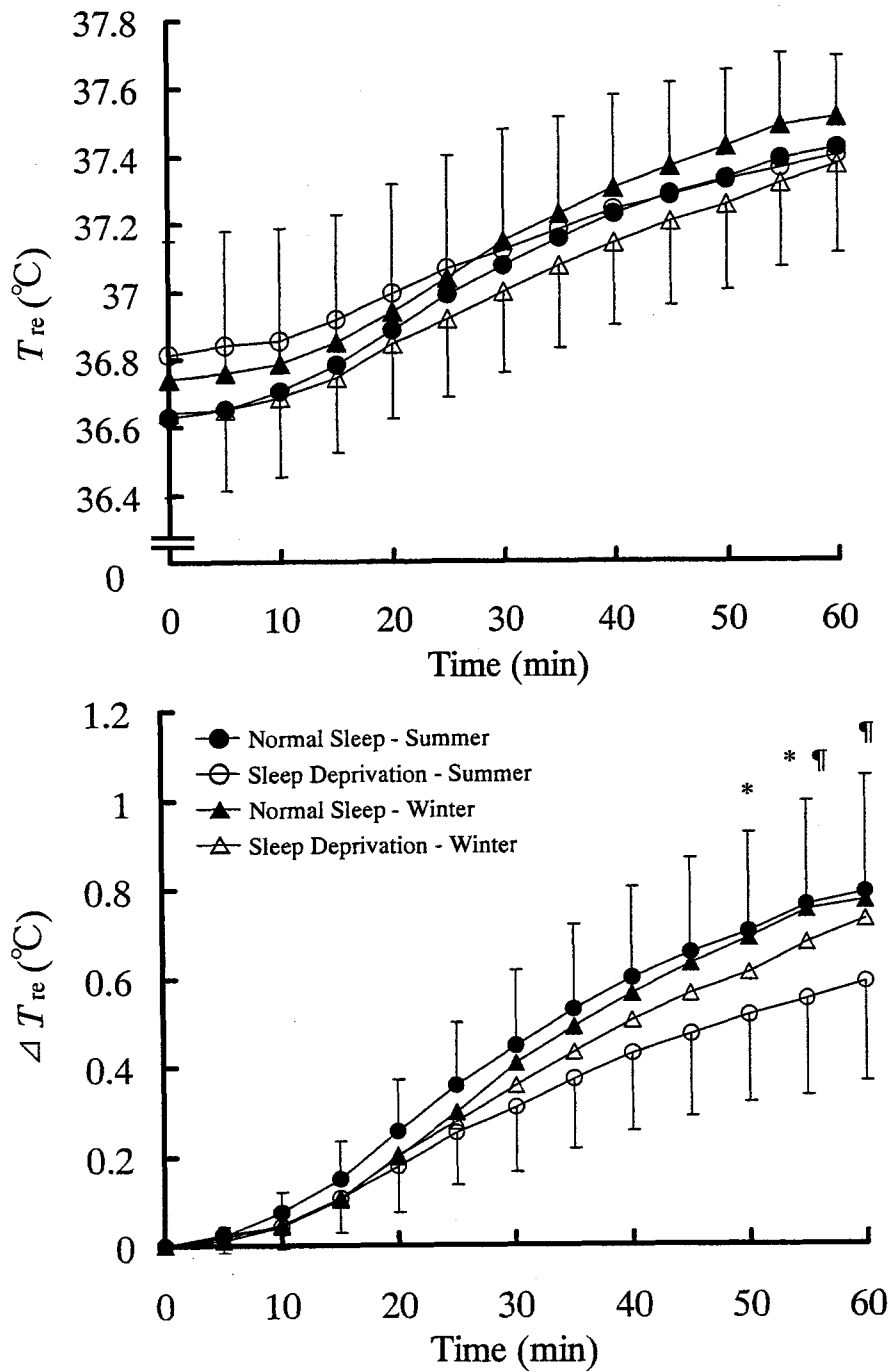 37.8
37.6
37.4
37.2
37
36.8
36.6
36.4
0
T re (℃)
0 10 20 30 40 50 60
Time (min)
1.2
1
0.8
0.6
0.4
0.2
0
Δ T re (℃)
Normal Sleep - Summer
Sleep Deprivation - Summer
Normal Sleep - Winter
Sleep Deprivation - Winter
* * ¶ ¶
0 10 20 30 40 50 60
Time (min)